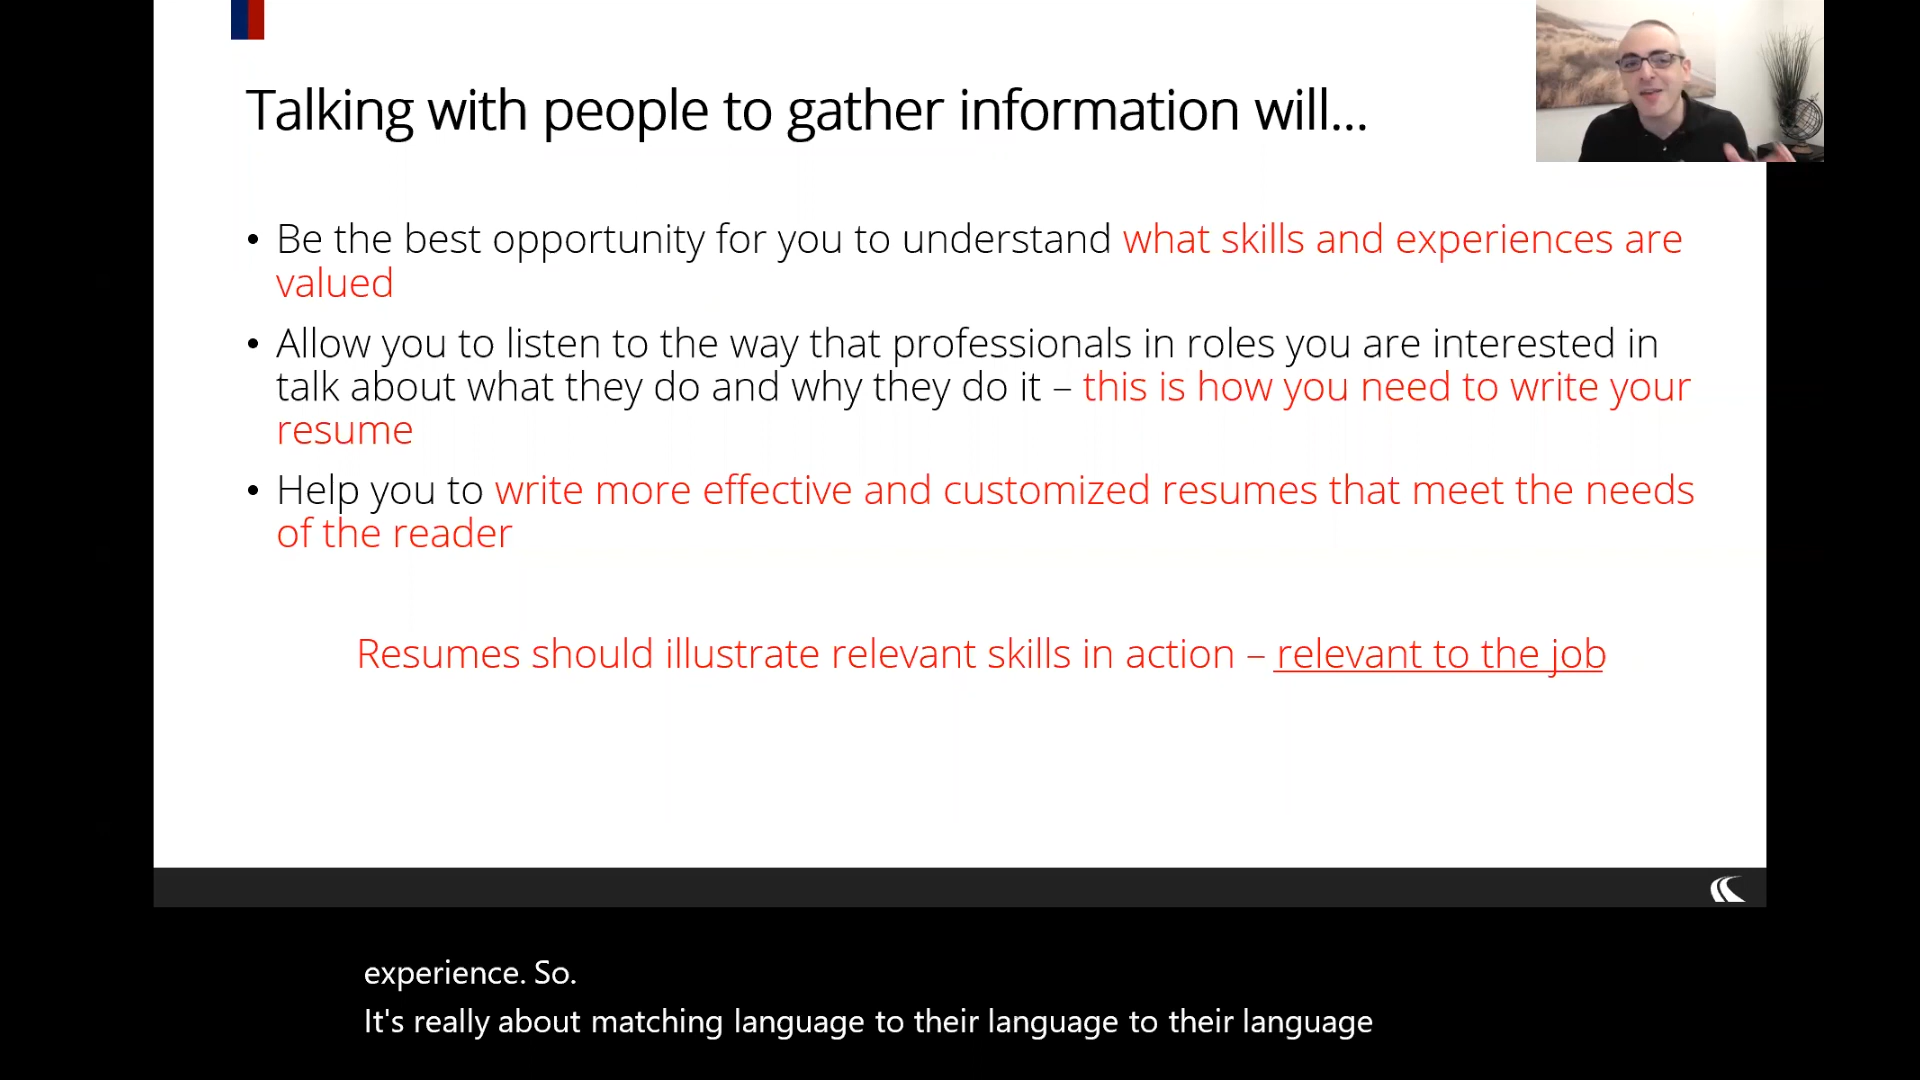 Talking with people to gather information will...
• Be the best opportunity for you to understand what skills and experiences are
valued
• Allow you to listen to the way that professionals in roles you are interested in
talk about what they do and why they do it – this is how you need to write your
resume
• Help you to write more effective and customized resumes that meet the needs
of the reader
Resumes should illustrate relevant skills in action – relevant to the job
experience. So.
It's really about matching language to their language to their language